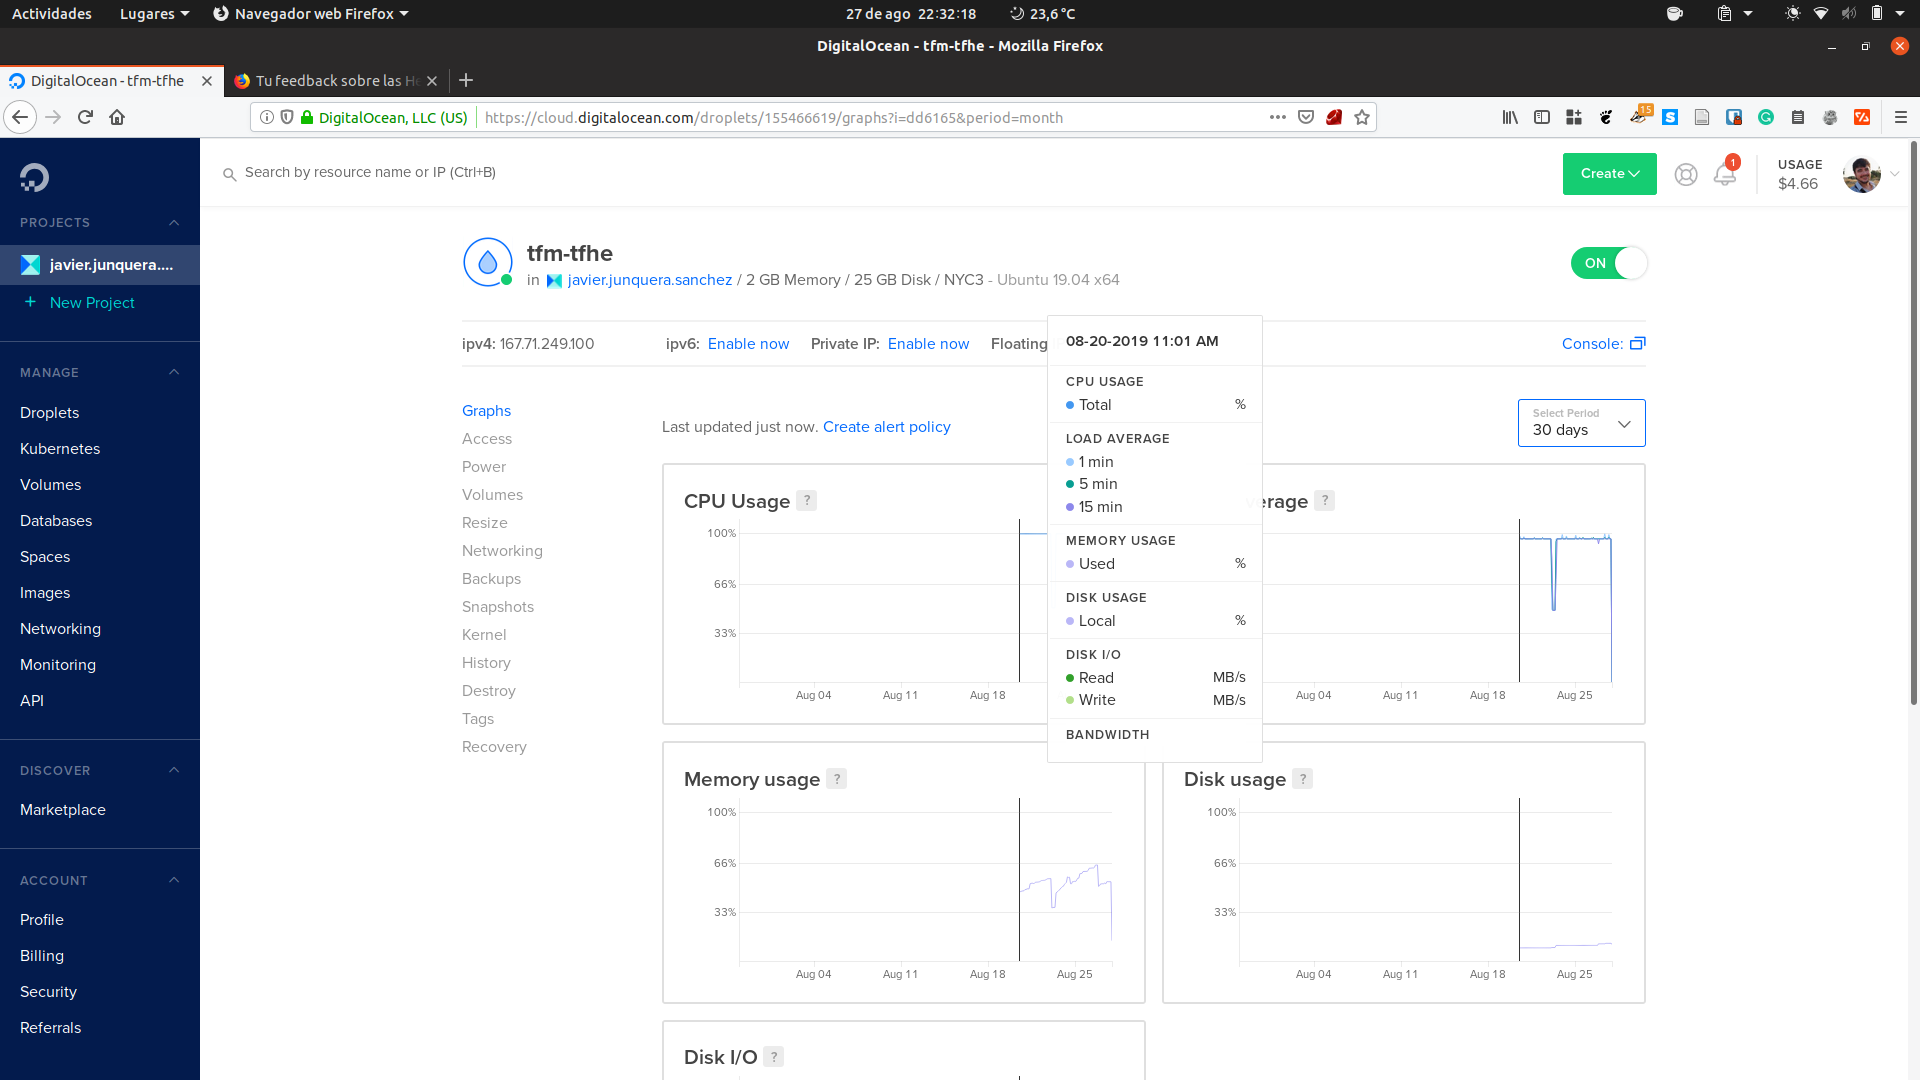 Actividades
Lugares
Navegador web Firefox
27 de ago 22:32:18
23,6 °C
DigitalOcean - tfm-tfhe - Mozilla Firefox
DigitalOcean - tfm-tfhe
Tu feedback sobre las He
DigitalOcean, LLC (US)
https://cloud.digitalocean.com/droplets/155466619/graphs?i=dd6165&period=month
15
Search by resource name or IP (Ctrl+B)
Create
1
USAGE
$4.66
PROJECTS
javier.junquera....
+ New Project
MANAGE
Droplets
Kubernetes
Volumes
Databases
Spaces
Images
Networking
Monitoring
API
DISCOVER
Marketplace
ACCOUNT
Profile
Billing
Security
Referrals
tfm-tfhe
in javier.junquera.sanchez / 2 GB Memory / 25 GB Disk / NYC3 - Ubuntu 19.04 x64
ON
ipv4: 167.71.249.100
ipv6: Enable now
Private IP: Enable now
Floating
Console:
Graphs
Access
Power
Volumes
Resize
Networking
Backups
Snapshots
Kernel
History
Destroy
Tags
Recovery
Last updated just now. Create alert policy
Select Period
30 days
08-20-2019 11:01 AM
CPU USAGE
Total %
LOAD AVERAGE
1 min
5 min
15 min
MEMORY USAGE
Used %
DISK USAGE
Local %
DISK I/O
Read MB/s
Write MB/s
BANDWIDTH
CPU Usage ?
100%
66%
33%
Aug 04
Aug 11
Aug 18
erage ?
Aug 04
Aug 11
Aug 18
Aug 25
Memory usage ?
100%
66%
33%
Aug 04
Aug 11
Aug 18
Aug 25
Disk usage ?
100%
66%
33%
Aug 04
Aug 11
Aug 18
Aug 25
Disk I/O ?